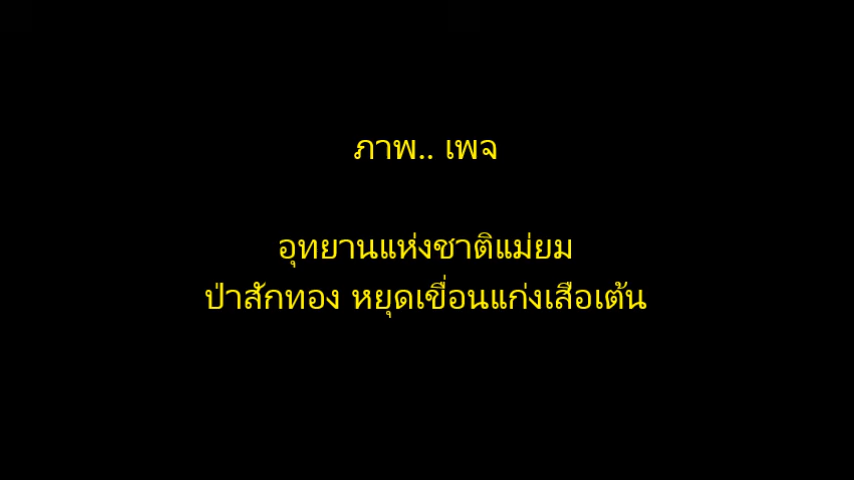 ภาพ.. เพจ
อุทยานแห่งชาติแม่ยม
ป่าสักทอง หยุดเขื่อนแก่งเสือเต้น